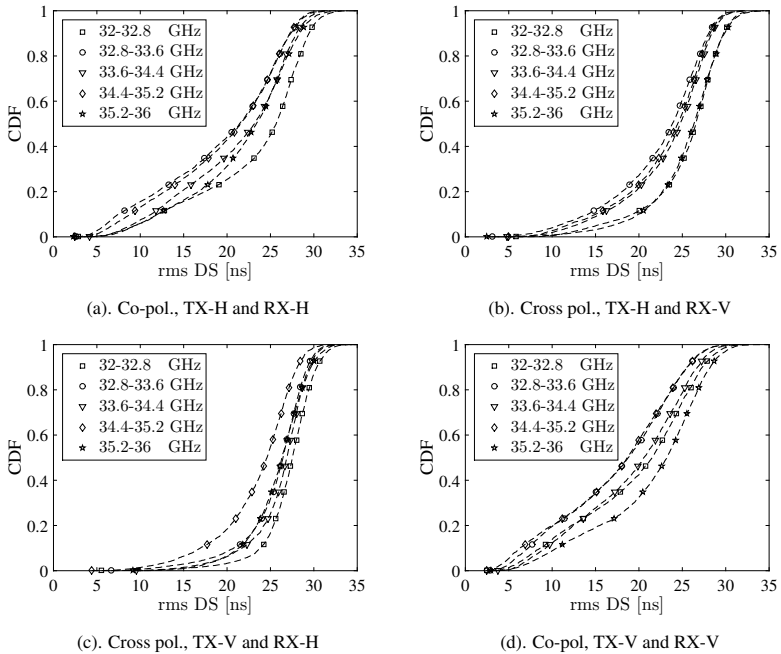 1
0.8
0.6
0.4
0.2
0
CDF
32-32.8 GHz
32.8-33.6 GHz
33.6-34.4 GHz
34.4-35.2 GHz
35.2-36 GHz
0 5 10 15 20 25 30 35
rms DS [ns]
(a). Co-pol., TX-H and RX-H
1
0.8
0.6
0.4
0.2
0
CDF
32-32.8 GHz
32.8-33.6 GHz
33.6-34.4 GHz
34.4-35.2 GHz
35.2-36 GHz
0 5 10 15 20 25 30 35
rms DS [ns]
(b). Cross pol., TX-H and RX-V
1
0.8
0.6
0.4
0.2
0
CDF
32-32.8 GHz
32.8-33.6 GHz
33.6-34.4 GHz
34.4-35.2 GHz
35.2-36 GHz
0 5 10 15 20 25 30 35
rms DS [ns]
(c). Cross pol., TX-V and RX-H
1
0.8
0.6
0.4
0.2
0
CDF
32-32.8 GHz
32.8-33.6 GHz
33.6-34.4 GHz
34.4-35.2 GHz
35.2-36 GHz
0 5 10 15 20 25 30 35
rms DS [ns]
(d). Co-pol, TX-V and RX-V